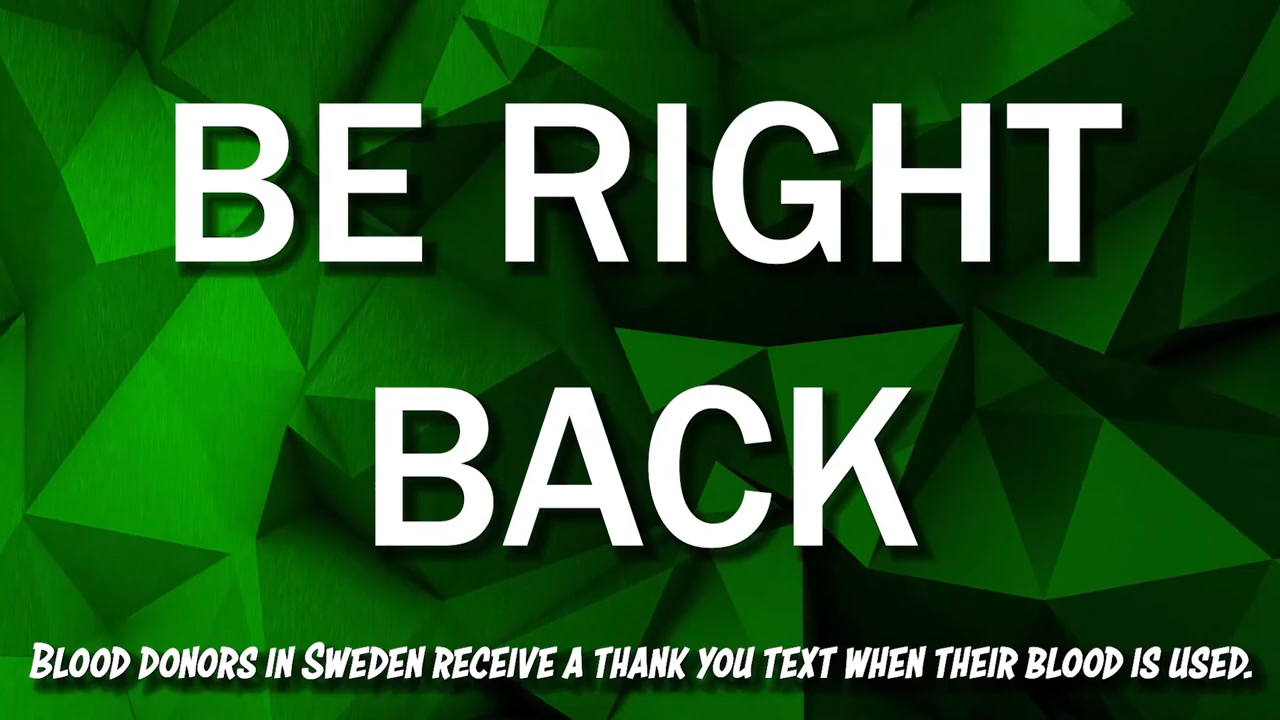 BE RIGHT
BACK
BLOOD DONORS IN SWEDEN RECEIVE A THANK YOU TEXT WHEN THEIR BLOOD IS USED.